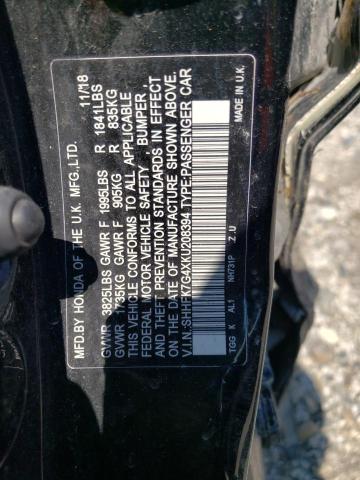 MFD.BY HONDA OF THE U.K. MFG.,LTD. 11/18
GVWR 3825LBS GAWR F 1995LBS R 1841LBS
GVWR 1735KG GAWR F 905KG R 835KG
THIS VEHICLE CONFORMS TO ALL APPLICABLE
FEDERAL MOTOR VEHICLE SAFETY , BUMPER ,
AND THEFT PREVENTION STANDARDS IN EFFECT
ON THE DATE OF MANUFACTURE SHOWN ABOVE.
V.I.N.:SHHFK7G4XKU208394 TYPE:PASSENGER CAR
TGG K AL1 NH731P Z U MADE IN U.K.